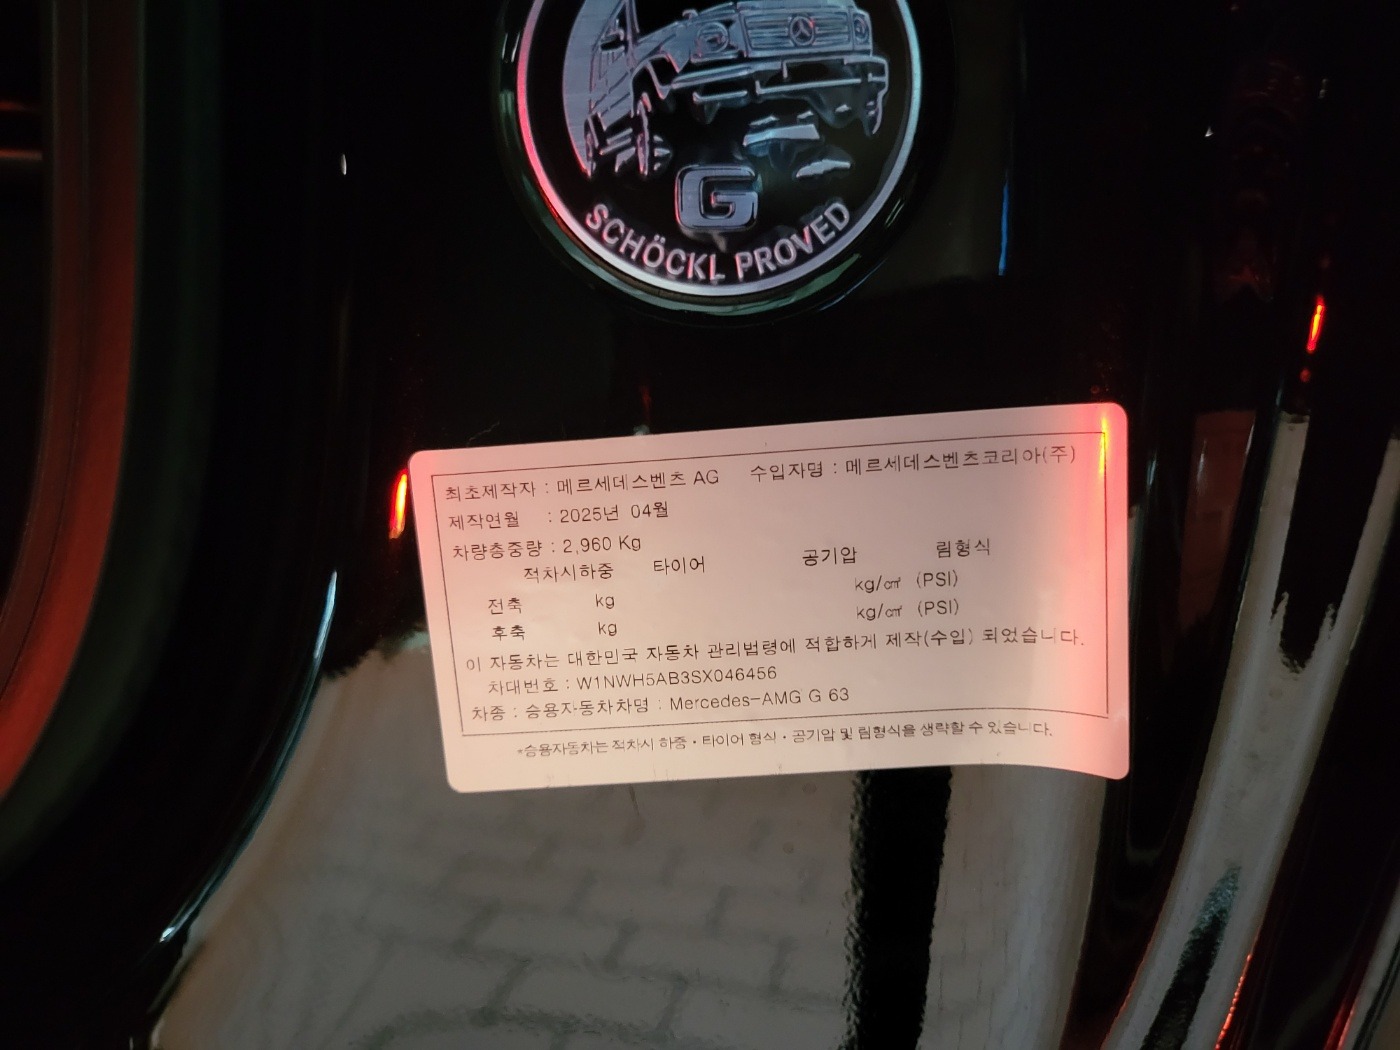 G
SCHÖCKL PROVED
최초제작자 : 메르세데스벤츠 AG 수입자명 : 메르세데스벤츠코리아(주)
제작연월 : 2025년 04월
차량총중량 : 2,960 Kg
적차시하중 타이어 공기압 림형식
전축 kg kg/㎠ (PSI)
후축 kg kg/㎠ (PSI)
이 자동차는 대한민국 자동차 관리법령에 적합하게 제작(수입) 되었습니다.
차대번호 : W1NWH5AB3SX046456
차종 : 승용자동차차명 : Mercedes-AMG G 63
*승용자동차는 적차시 하중 · 타이어 형식 · 공기압 및 림형식을 생략할 수 있습니다.